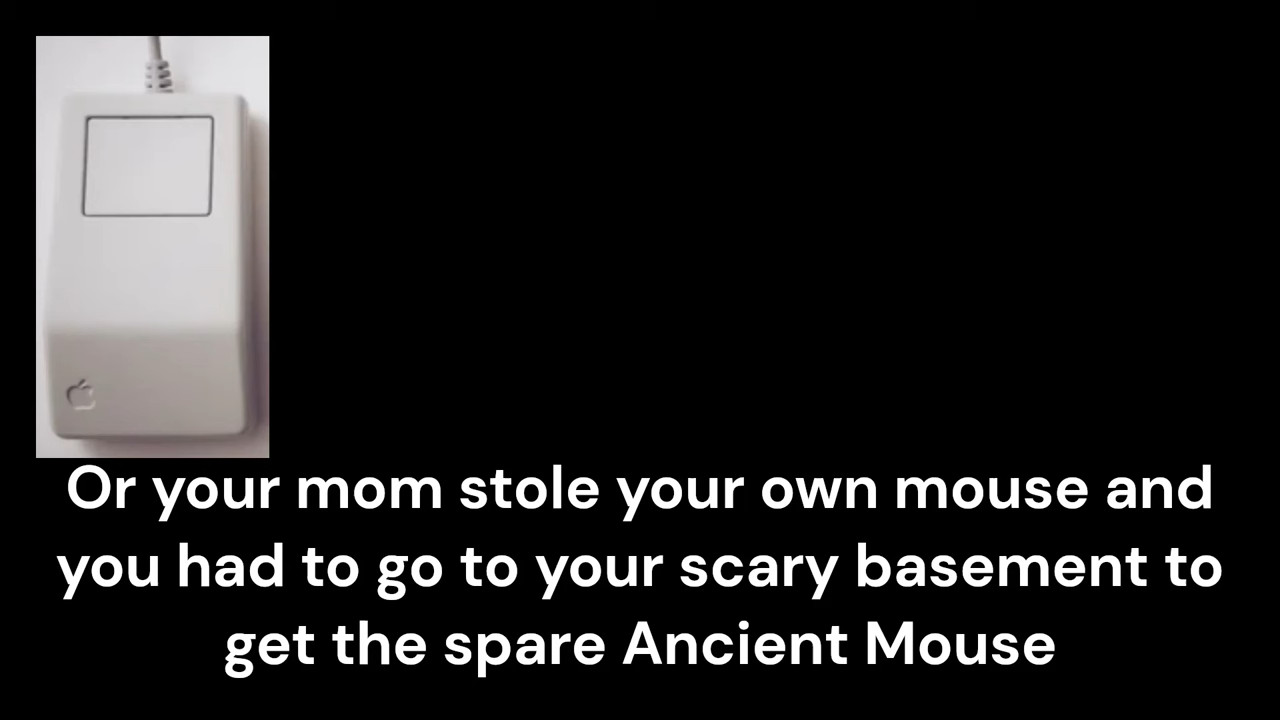 Or your mom stole your own mouse and
you had to go to your scary basement to
get the spare Ancient Mouse